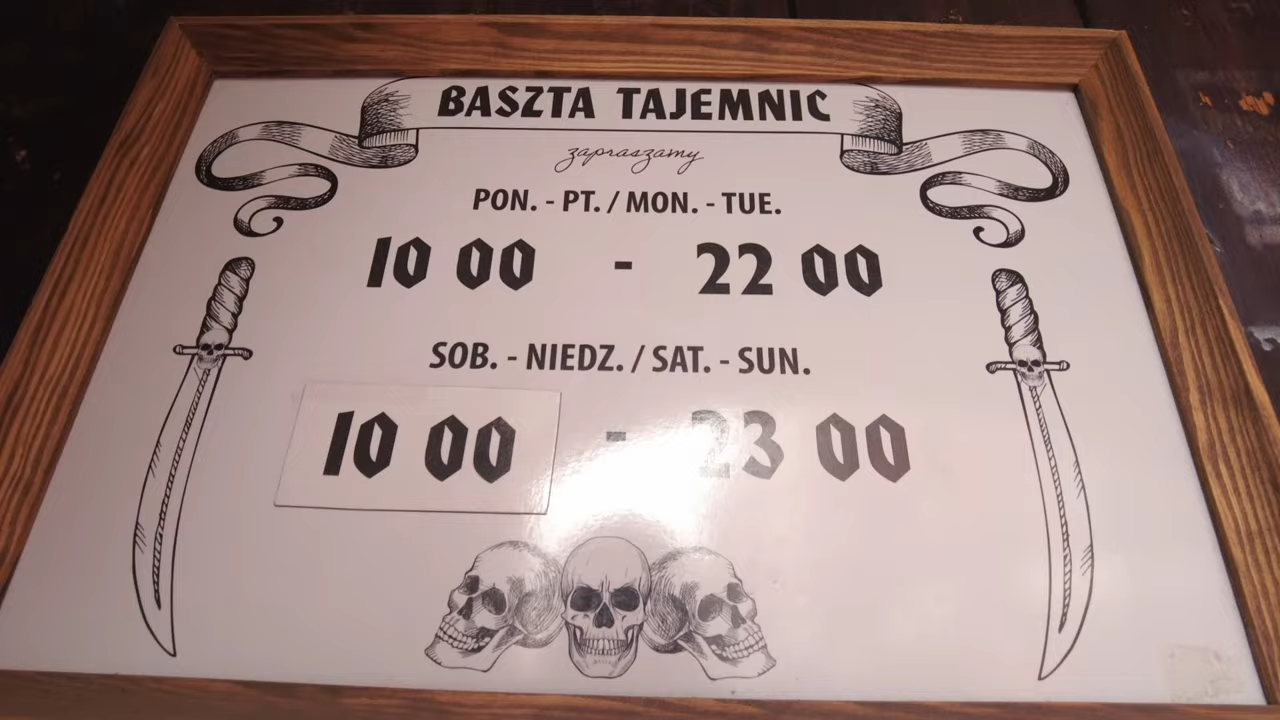 BASZTA TAJEMNIC
zapraszamy
PON. - PT. / MON. - TUE.
10 00 - 22 00
SOB. - NIEDZ. / SAT. - SUN.
10 00 - 23 00